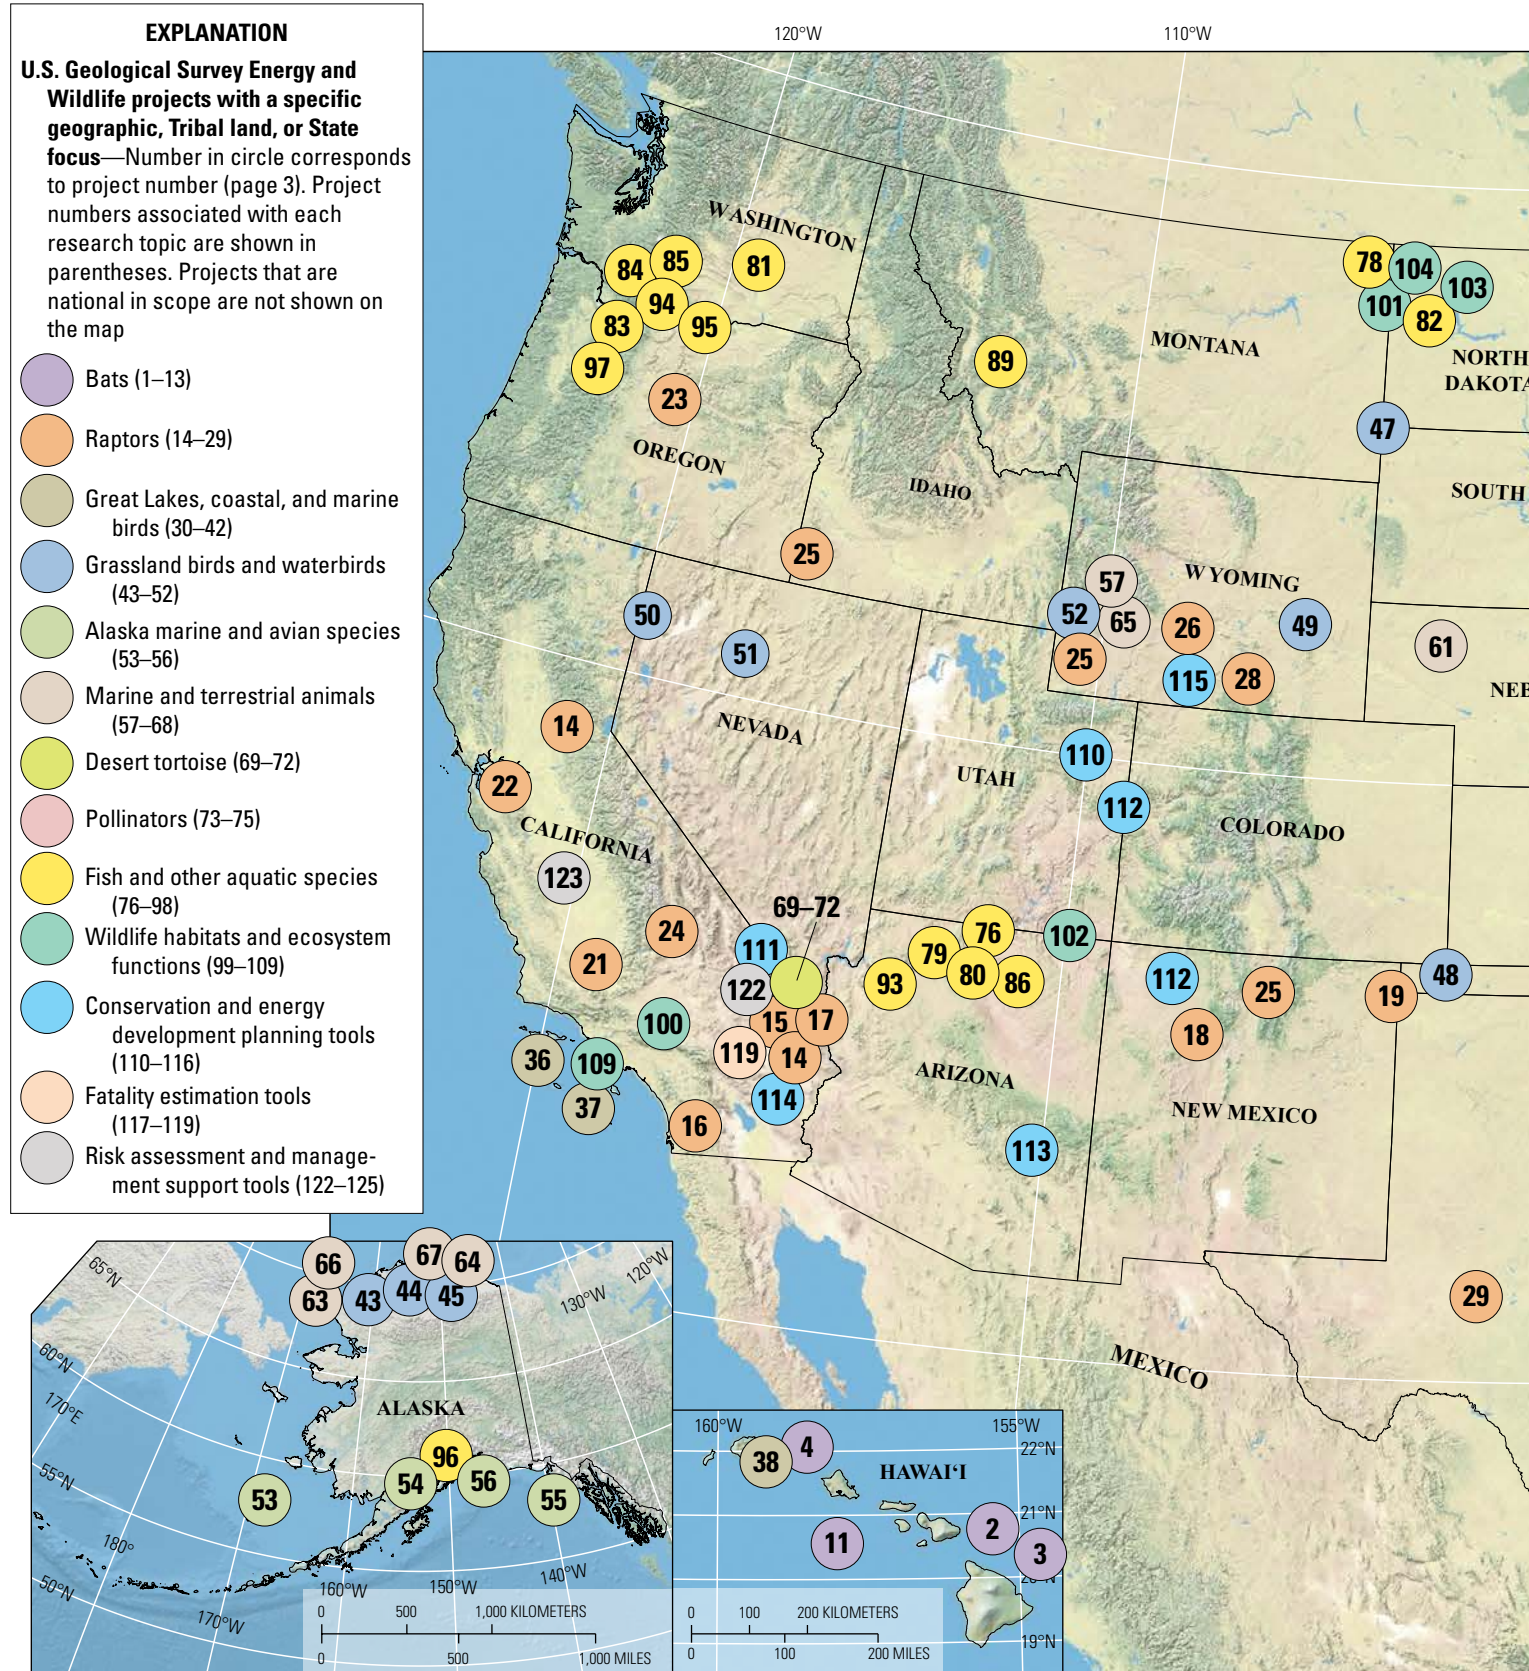 EXPLANATION
U.S. Geological Survey Energy and
Wildlife projects with a specific
geographic, Tribal land, or State
focus—Number in circle corresponds
to project number (page 3). Project
numbers associated with each
research topic are shown in
parentheses. Projects that are
national in scope are not shown on
the map
Bats (1–13)
Raptors (14–29)
Great Lakes, coastal, and marine
birds (30–42)
Grassland birds and waterbirds
(43–52)
Alaska marine and avian species
(53–56)
Marine and terrestrial animals
(57–68)
Desert tortoise (69–72)
Pollinators (73–75)
Fish and other aquatic species
(76–98)
Wildlife habitats and ecosystem
functions (99–109)
Conservation and energy
development planning tools
(110–116)
Fatality estimation tools
(117–119)
Risk assessment and manage-
ment support tools (122–125)
120°W
110°W
WASHINGTON
84
85
81
94
83
95
97
23
OREGON
25
IDAHO
89
MONTANA
78
104
103
101
82
NORTH
DAKOTA
47
SOUTH
57
WYOMING
52
65
26
49
25
115
28
61
NEB
50
51
NEVADA
14
22
CALIFORNIA
123
110
UTAH
112
COLORADO
69–72
24
111
21
122
100
15
17
119
14
114
36
109
37
16
76
79
102
93
80
86
ARIZONA
113
112
25
19
48
18
NEW MEXICO
29
MEXICO
65°N
66
67
64
120°W
63
43
44
45
130°W
60°N
170°E
ALASKA
96
55°N
53
54
56
55
180°
50°N
170°W
160°W
150°W
140°W
0 500 1,000 KILOMETERS
0 500 1,000 MILES
160°W
155°W
4
22°N
38
HAWAI‘I
21°N
11
2
3
20°N
19°N
0 100 200 KILOMETERS
0 100 200 MILES